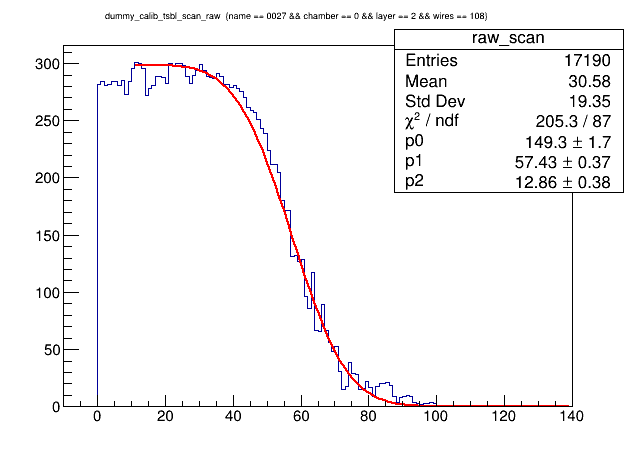 dummy_calib_tsbl_scan_raw (name == 0027 && chamber == 0 && layer == 2 && wires == 108)
raw_scan
Entries 17190
Mean 30.58
Std Dev 19.35
χ² / ndf 205.3 / 87
p0 149.3 ± 1.7
p1 57.43 ± 0.37
p2 12.86 ± 0.38
300
250
200
150
100
50
0
0 20 40 60 80 100 120 140